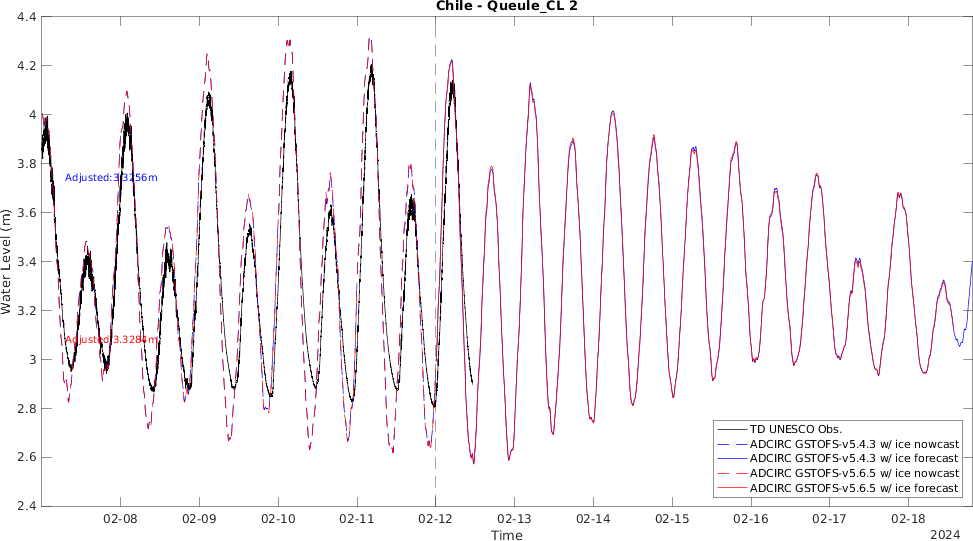 Chile - Queule_CL 2
4.4
4.2
4
3.8
3.6
3.4
3.2
3
2.8
2.6
2.4
Water Level (m)
Adjusted:3.3256m
Adjusted:3.3284m
TD UNESCO Obs.
ADCIRC GSTOFS-v5.4.3 w/ ice nowcast
ADCIRC GSTOFS-v5.4.3 w/ ice forecast
ADCIRC GSTOFS-v5.6.5 w/ ice nowcast
ADCIRC GSTOFS-v5.6.5 w/ ice forecast
02-08 02-09 02-10 02-11 02-12 02-13 02-14 02-15 02-16 02-17 02-18
Time
2024